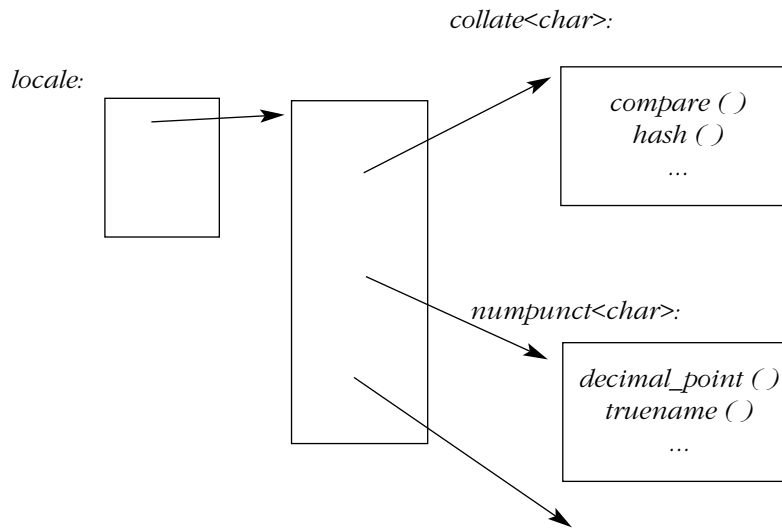 collate<char>:
locale:
compare ( )
hash ( )
...
numpunct<char>:
decimal_point ( )
truename ( )
...